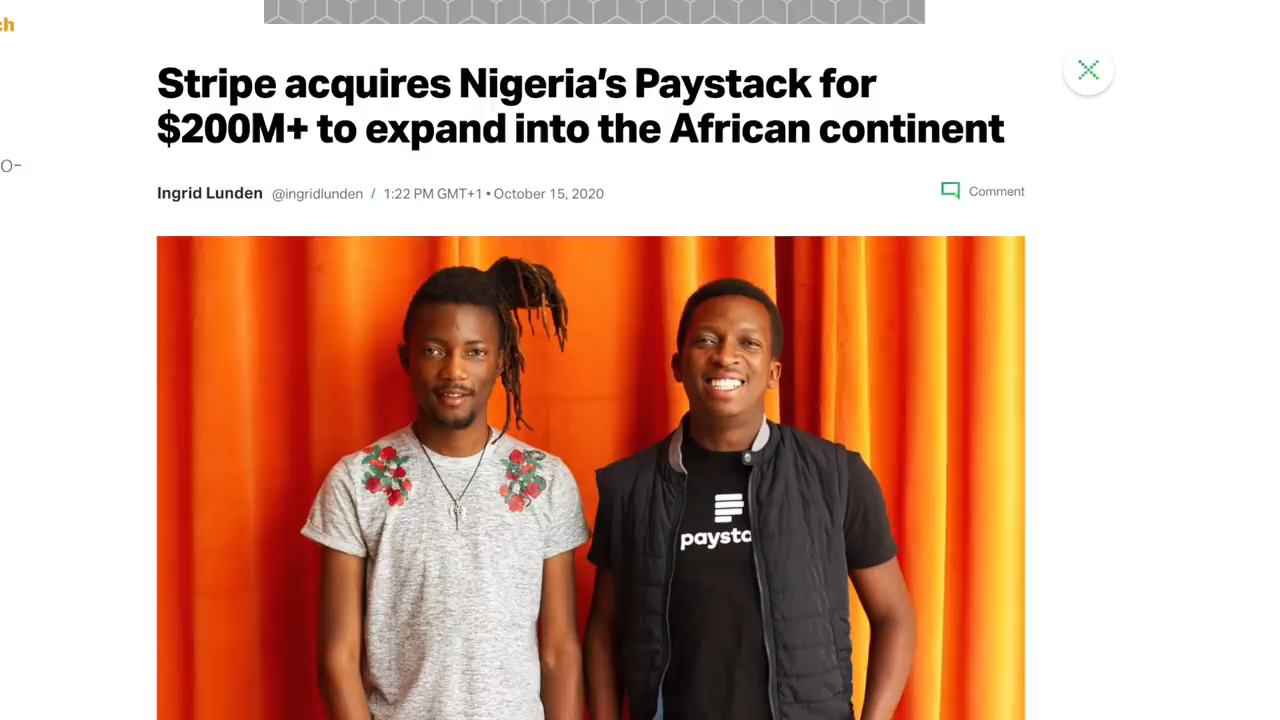 ch
Stripe acquires Nigeria's Paystack for
$200M+ to expand into the African continent
o-
Ingrid Lunden @ingridlunden / 1:22 PM GMT+1 • October 15, 2020
Comment
paysta